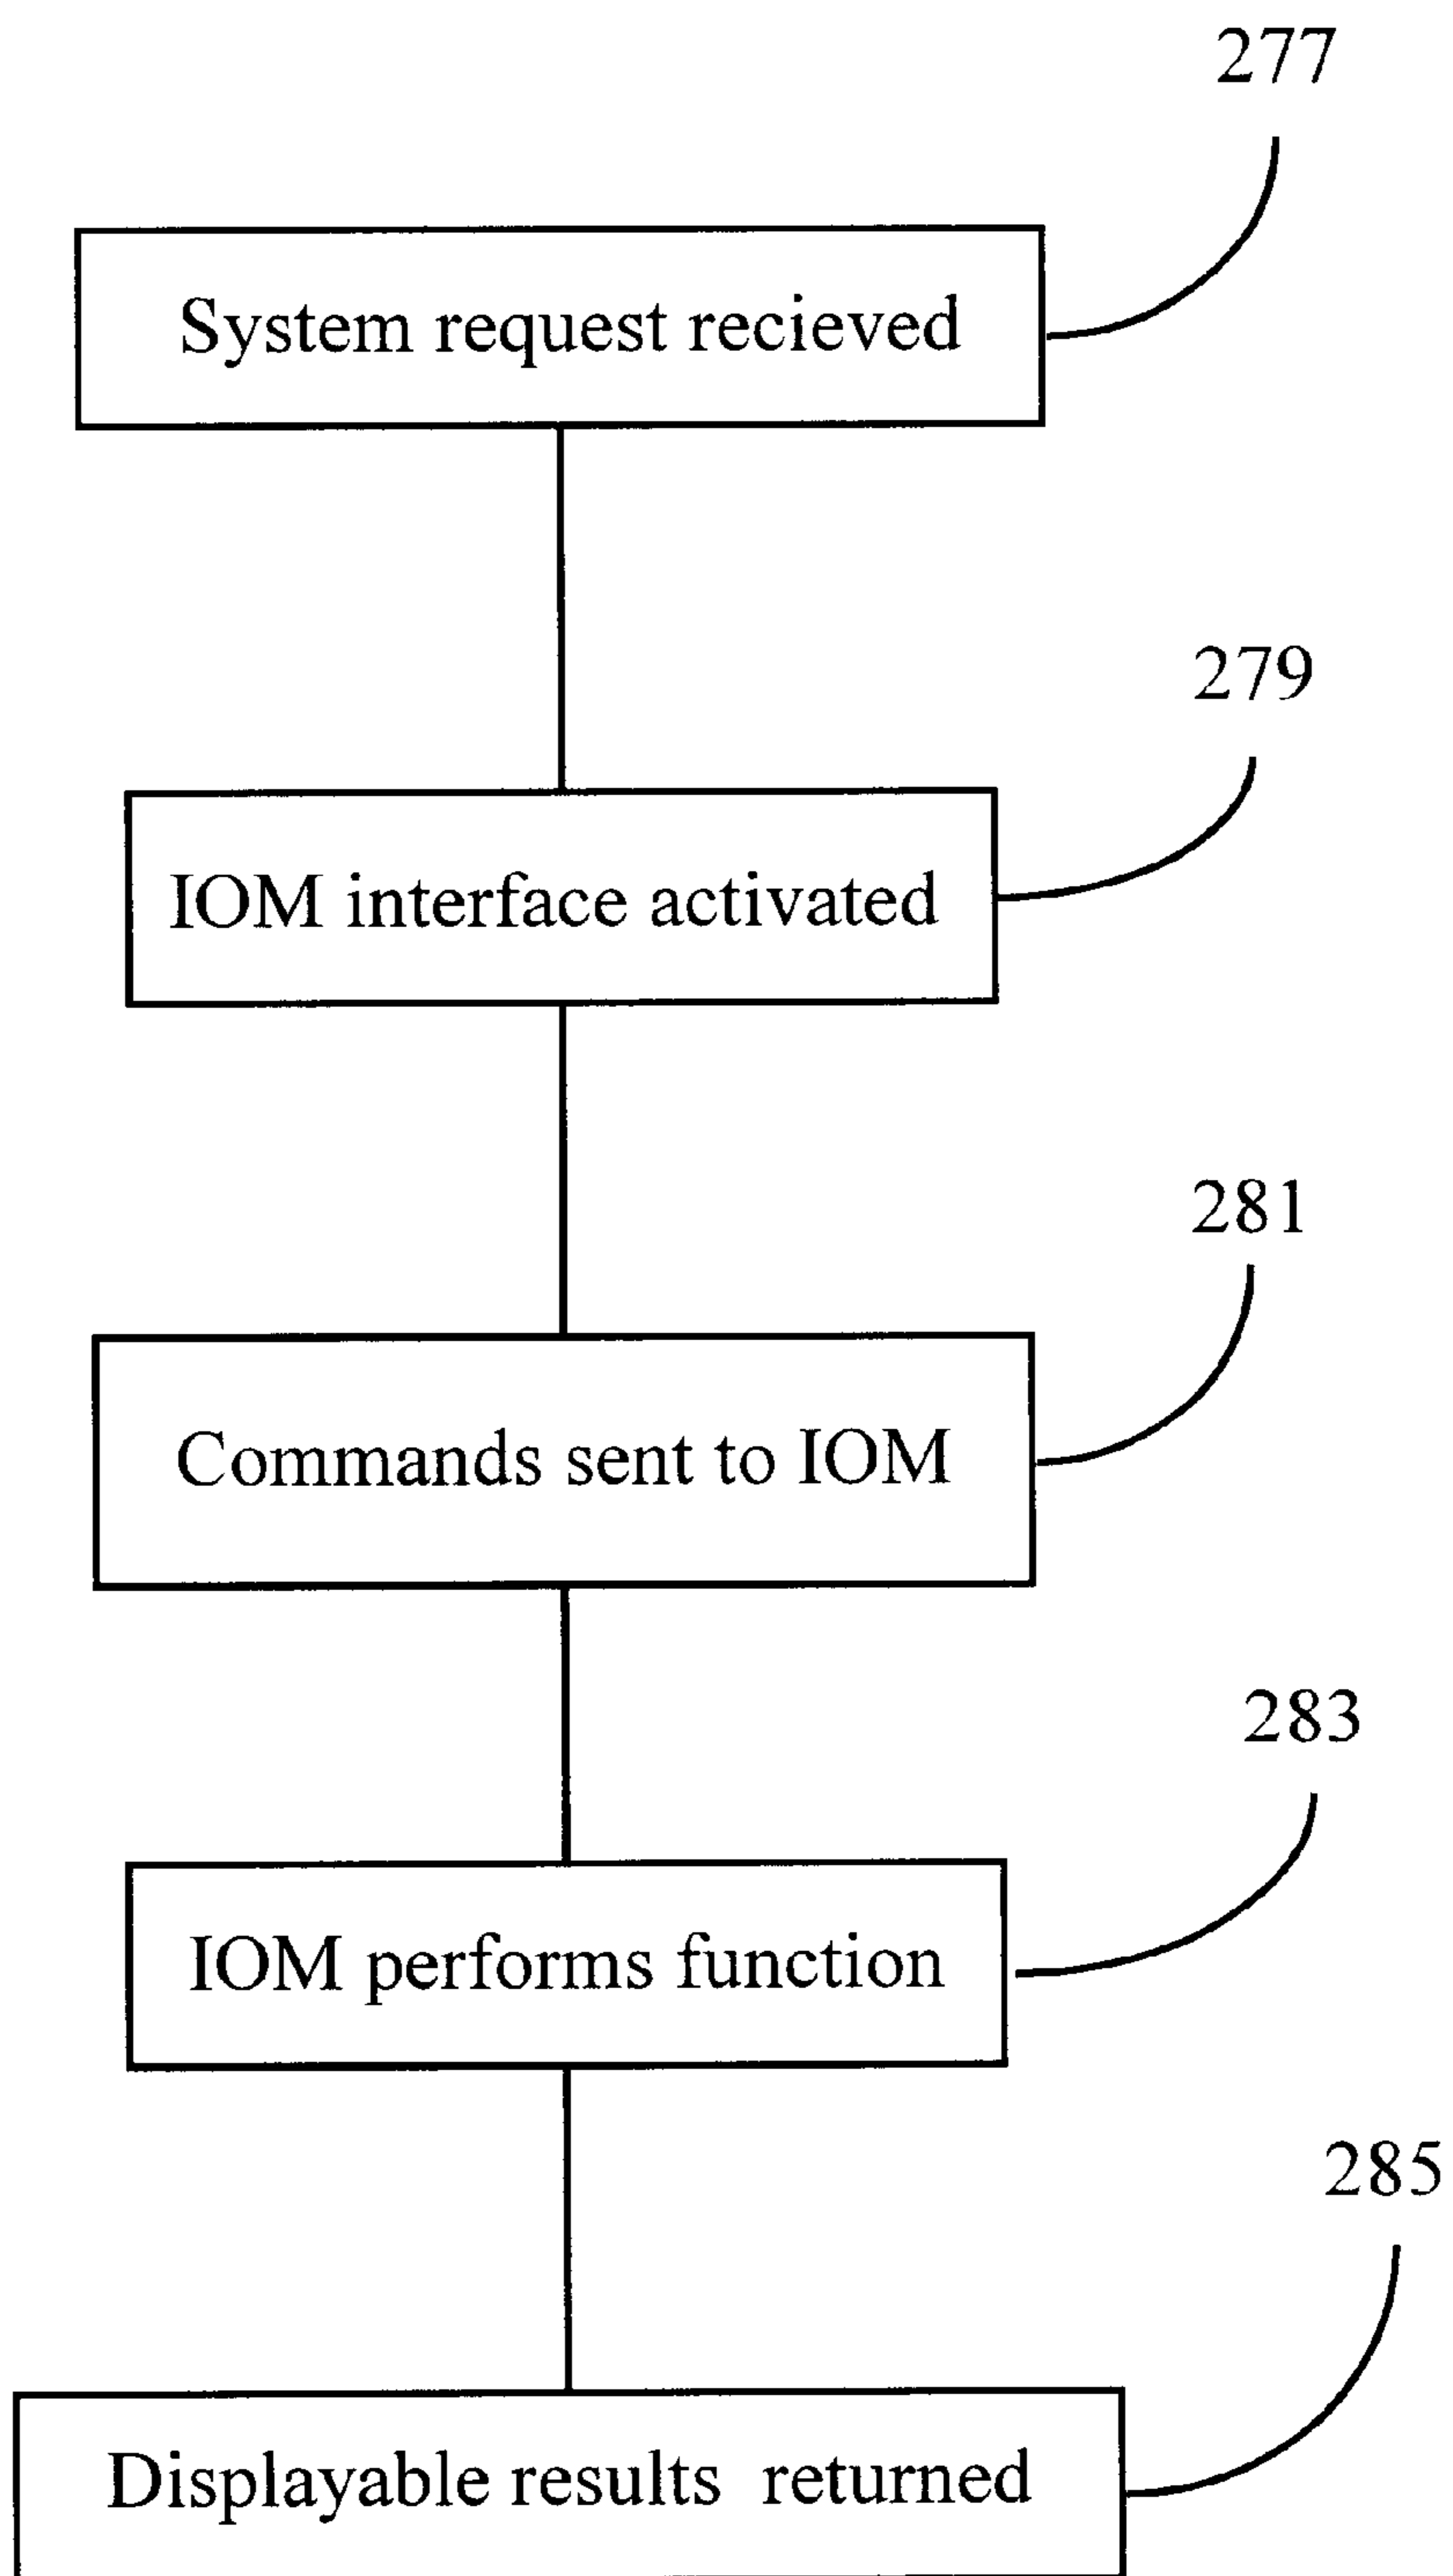 277
System request recieved
279
IOM interface activated
281
Commands sent to IOM
283
IOM performs function
285
Displayable results returned